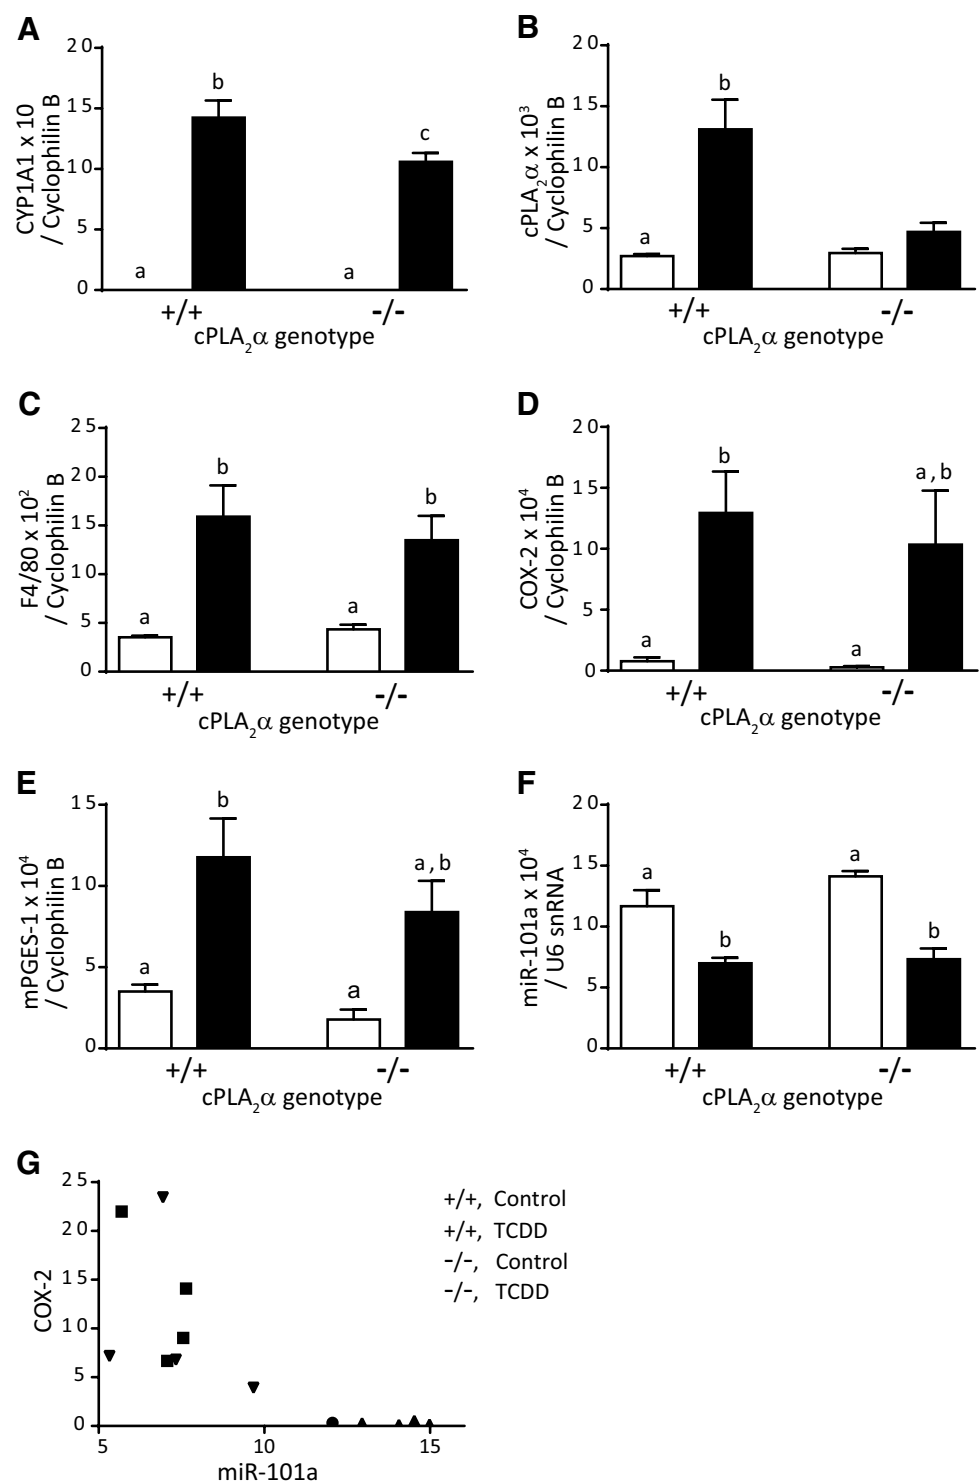 A
CYP1A1 x 10
/ Cyclophilin B
20
15
10
5
0
a
b
a
c
+/+
-/-
cPLA₂α genotype
B
cPLA₂α x 10³
/ Cyclophilin B
20
15
10
5
0
a
b
+/+
-/-
cPLA₂α genotype
C
F4/80 x 10²
/ Cyclophilin B
25
20
15
10
5
0
a
b
a
b
+/+
-/-
cPLA₂α genotype
D
COX-2 x 10⁴
/ Cyclophilin B
20
15
10
5
0
a
b
a
a,b
+/+
-/-
cPLA₂α genotype
E
mPGES-1 x 10⁴
/ Cyclophilin B
15
10
5
0
a
b
a
a,b
+/+
-/-
cPLA₂α genotype
F
miR-101a x 10⁴
/ U6 snRNA
20
15
10
5
0
a
b
a
b
+/+
-/-
cPLA₂α genotype
G
COX-2
25
20
15
10
5
0
5
10
15
miR-101a
+/+, Control
+/+, TCDD
-/-, Control
-/-, TCDD